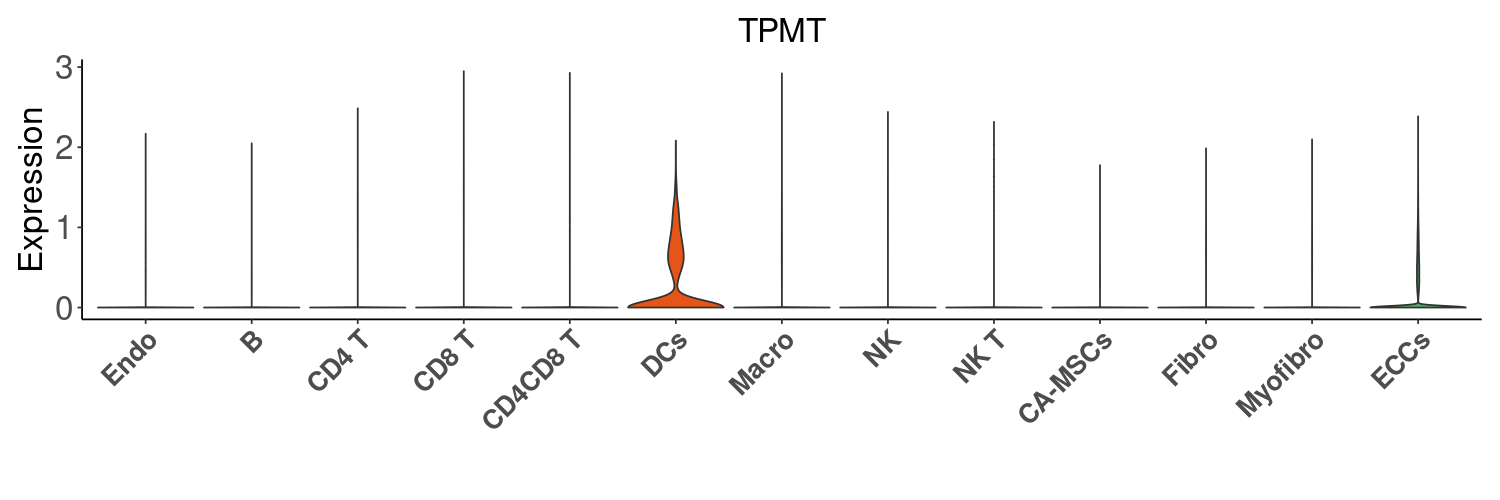 TPMT
Expression
3
2
1
0
Endo
B
CD4 T
CD8 T
CD4CD8 T
DCs
Macro
NK
NK T
CA-MSCs
Fibro
Myofibro
ECCs